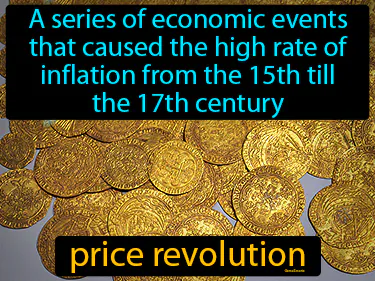 A series of economic events
that caused the high rate of
inflation from the 15th till
the 17th century
price revolution